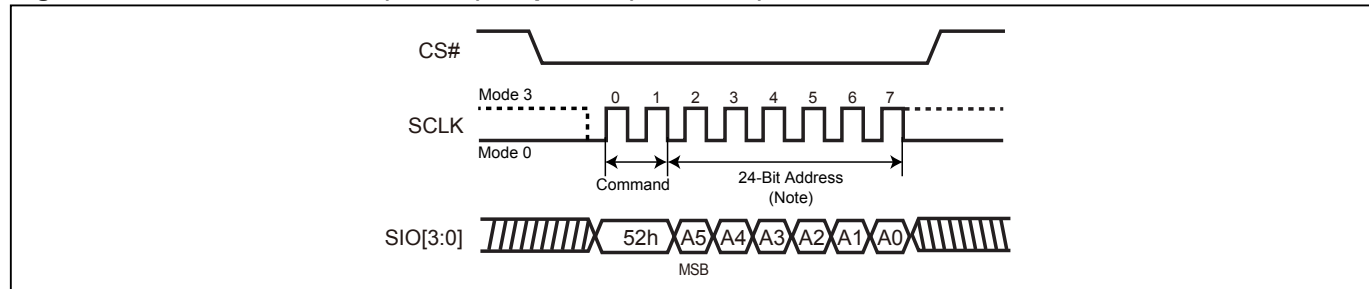 CS#
Mode 3
0 1 2 3 4 5 6 7
SCLK
Mode 0
Command
24-Bit Address
(Note)
SIO[3:0]
52h A5 A4 A3 A2 A1 A0
MSB